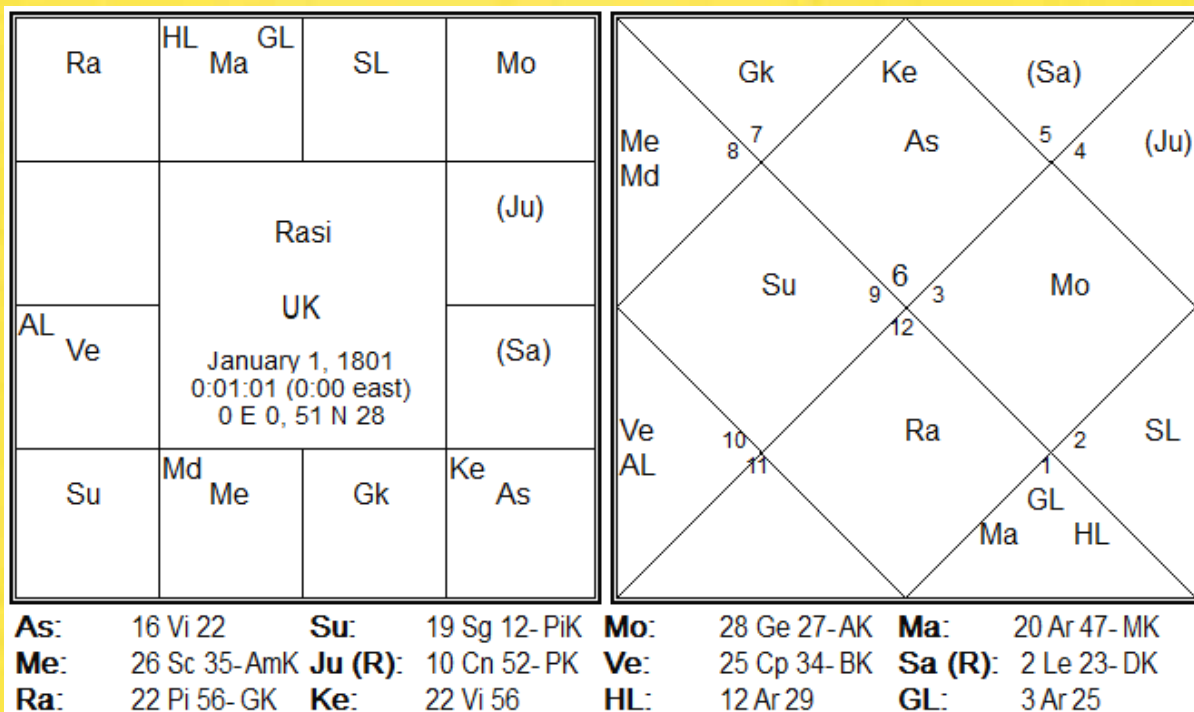 Ra
HL GL
Ma
SL
Mo
(Ju)
AL
Ve
Rasi
UK
January 1, 1801
0:01:01 (0:00 east)
0 E 0, 51 N 28
(Sa)
Su
Md
Me
Gk
Ke
As
Gk
Ke
(Sa)
Me
Md
8
7
As
5
4
(Ju)
Su
9
6
3
Mo
12
Ve
AL
10
11
Ra
2
1
SL
GL
Ma HL
As: 16 Vi 22 Su: 19 Sg 12- PiK Mo: 28 Ge 27- AK Ma: 20 Ar 47- MK
Me: 26 Sc 35- AmK Ju (R): 10 Cn 52- PK Ve: 25 Cp 34- BK Sa (R): 2 Le 23- DK
Ra: 22 Pi 56- GK Ke: 22 Vi 56 HL: 12 Ar 29 GL: 3 Ar 25